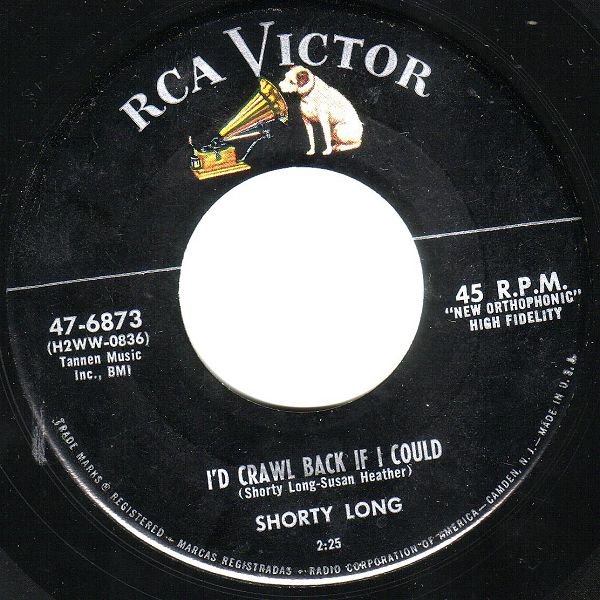 RCA VICTOR
47-6873
(H2WW-0836)
Tannen Music
Inc., BMI
45 R.P.M.
"NEW ORTHOPHONIC"
HIGH FIDELITY
I'D CRAWL BACK IF I COULD
(Shorty Long-Susan Heather)
SHORTY LONG
2:25
TRADE MARKS ® REGISTERED – MARCAS REGISTRADAS – RADIO CORPORATION OF AMERICA – CAMDEN, N. J. – MADE IN U.S.A.